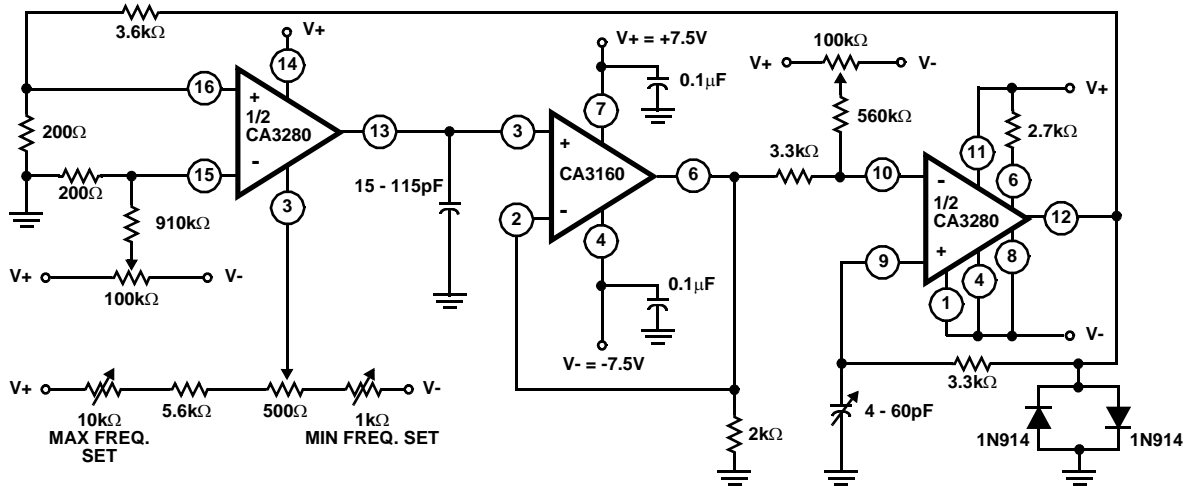 3.6kΩ
V+
14
16
+
1/2
CA3280
-
13
200Ω
200Ω
15
3
910kΩ
V+
V-
100kΩ
15 - 115pF
V+ = +7.5V
0.1µF
7
3
+
CA3160
-
6
2
4
0.1µF
V- = -7.5V
2kΩ
100kΩ
V+
V-
560kΩ
3.3kΩ
10
-
1/2
CA3280
+
9
11
V+
2.7kΩ
6
12
8
4
1
V-
3.3kΩ
4 - 60pF
1N914
1N914
V+
10kΩ
MAX FREQ.
SET
5.6kΩ
500Ω
1kΩ
MIN FREQ. SET
V-